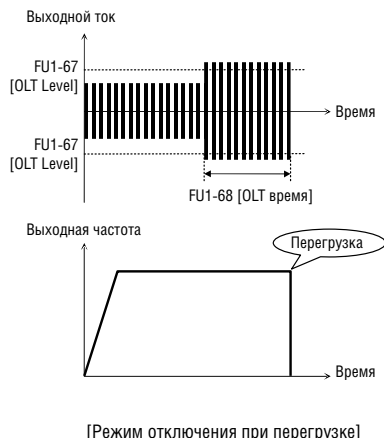 Выходной ток
FU1-67
[OLT Level]
Время
FU1-67
[OLT Level]
FU1-68 [OLT время]
Выходная частота
Перегрузка
Время
[Режим отключения при перегрузке]